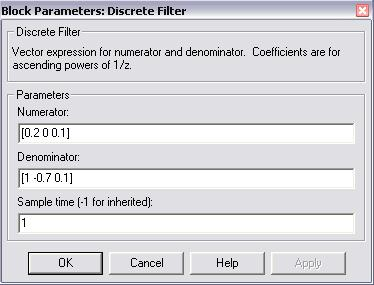 Block Parameters: Discrete Filter
Discrete Filter
Vector expression for numerator and denominator.  Coefficients are for
ascending powers of 1/z.
Parameters
Numerator:
[0.2 0 0.1]
Denominator:
[1 -0.7 0.1]
Sample time (-1 for inherited):
1
OK
Cancel
Help
Apply